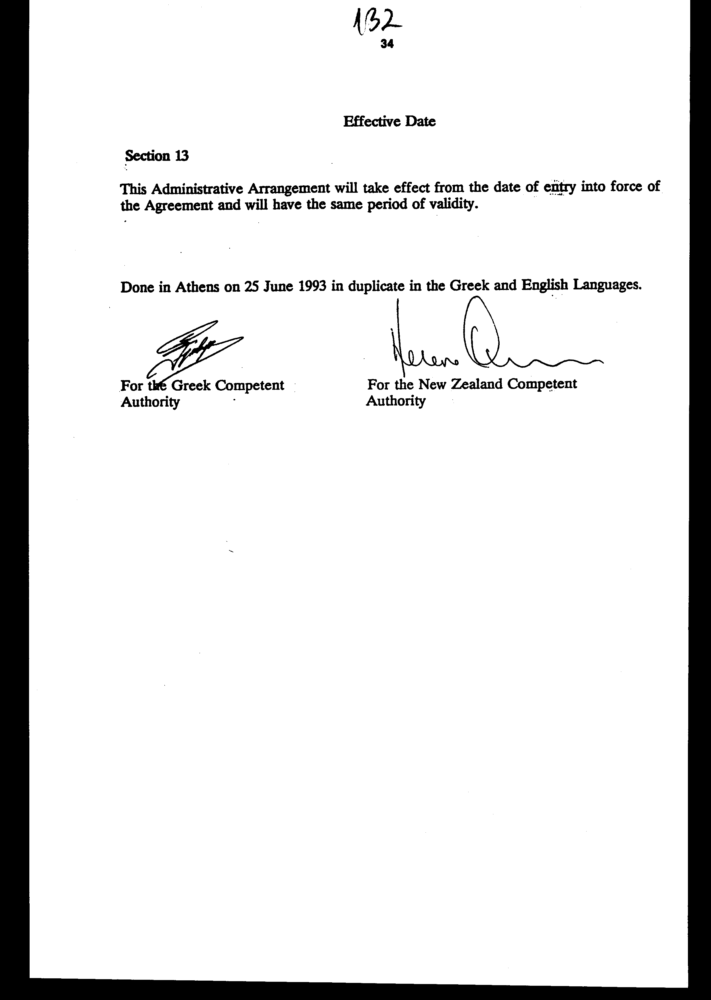 132
34
Effective Date
Section 13
This Administrative Arrangement will take effect from the date of entry into force of
the Agreement and will have the same period of validity.
Done in Athens on 25 June 1993 in duplicate in the Greek and English Languages.
Helene
For the Greek Competent
Authority
For the New Zealand Competent
Authority